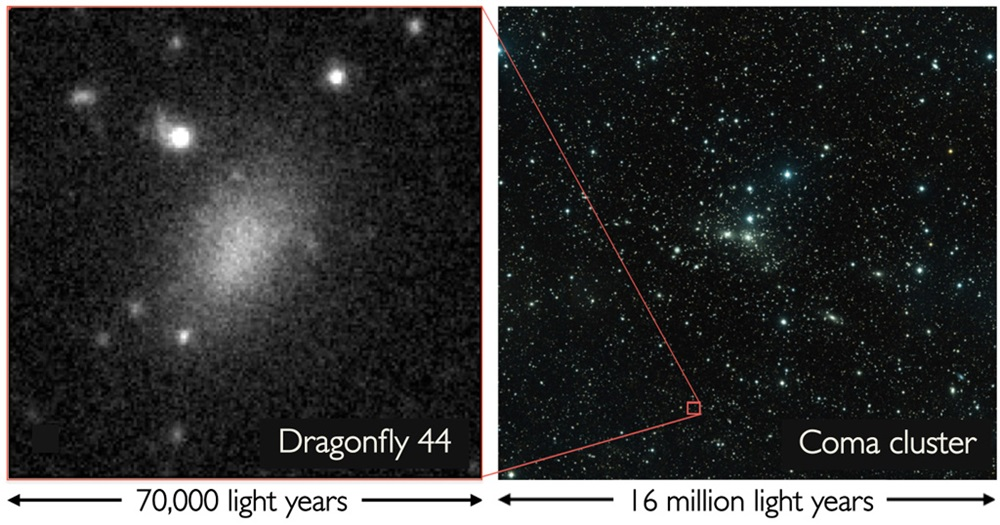 Dragonfly 44
Coma cluster
70,000 light years
16 million light years